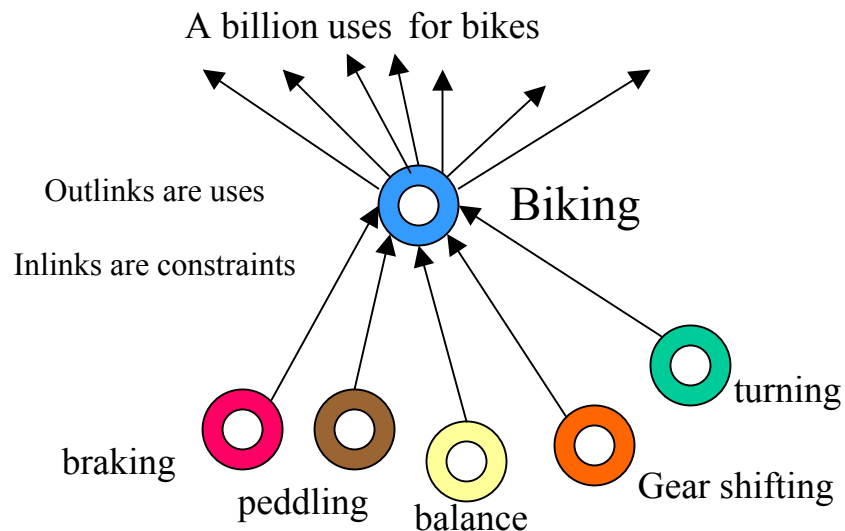 A billion uses for bikes
Outlinks are uses
Biking
Inlinks are constraints
turning
braking
Gear shifting
peddling
balance